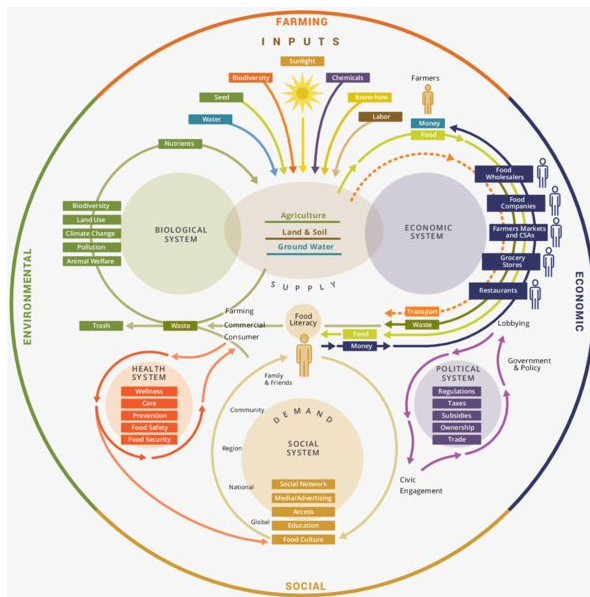 FARMING
INPUTS
Sunlight
Biodiversity
Chemicals
Seed
Know-how
Water
Labor
Farmers
Money
Food
Nutrients
Food
Wholesalers
Food
Companies
Farmers Markets
and CSAs
Grocery
Stores
Restaurants
Biodiversity
Land Use
Climate Change
Pollution
Animal Welfare
BIOLOGICAL
SYSTEM
Agriculture
Land & Soil
Ground Water
ECONOMIC
SYSTEM
SUPPLY
ENVIRONMENTAL
ECONOMIC
Trash
Waste
Farming
Commercial
Consumer
Food
Literacy
Transport
Waste
Food
Money
Lobbying
Government
& Policy
HEALTH
SYSTEM
Wellness
Care
Prevention
Food Safety
Food Security
Family
& Friends
Community
Region
National
Global
DEMAND
SOCIAL
SYSTEM
Social Network
Media/Advertising
Access
Education
Food Culture
POLITICAL
SYSTEM
Regulations
Taxes
Subsidies
Ownership
Trade
Civic
Engagement
SOCIAL